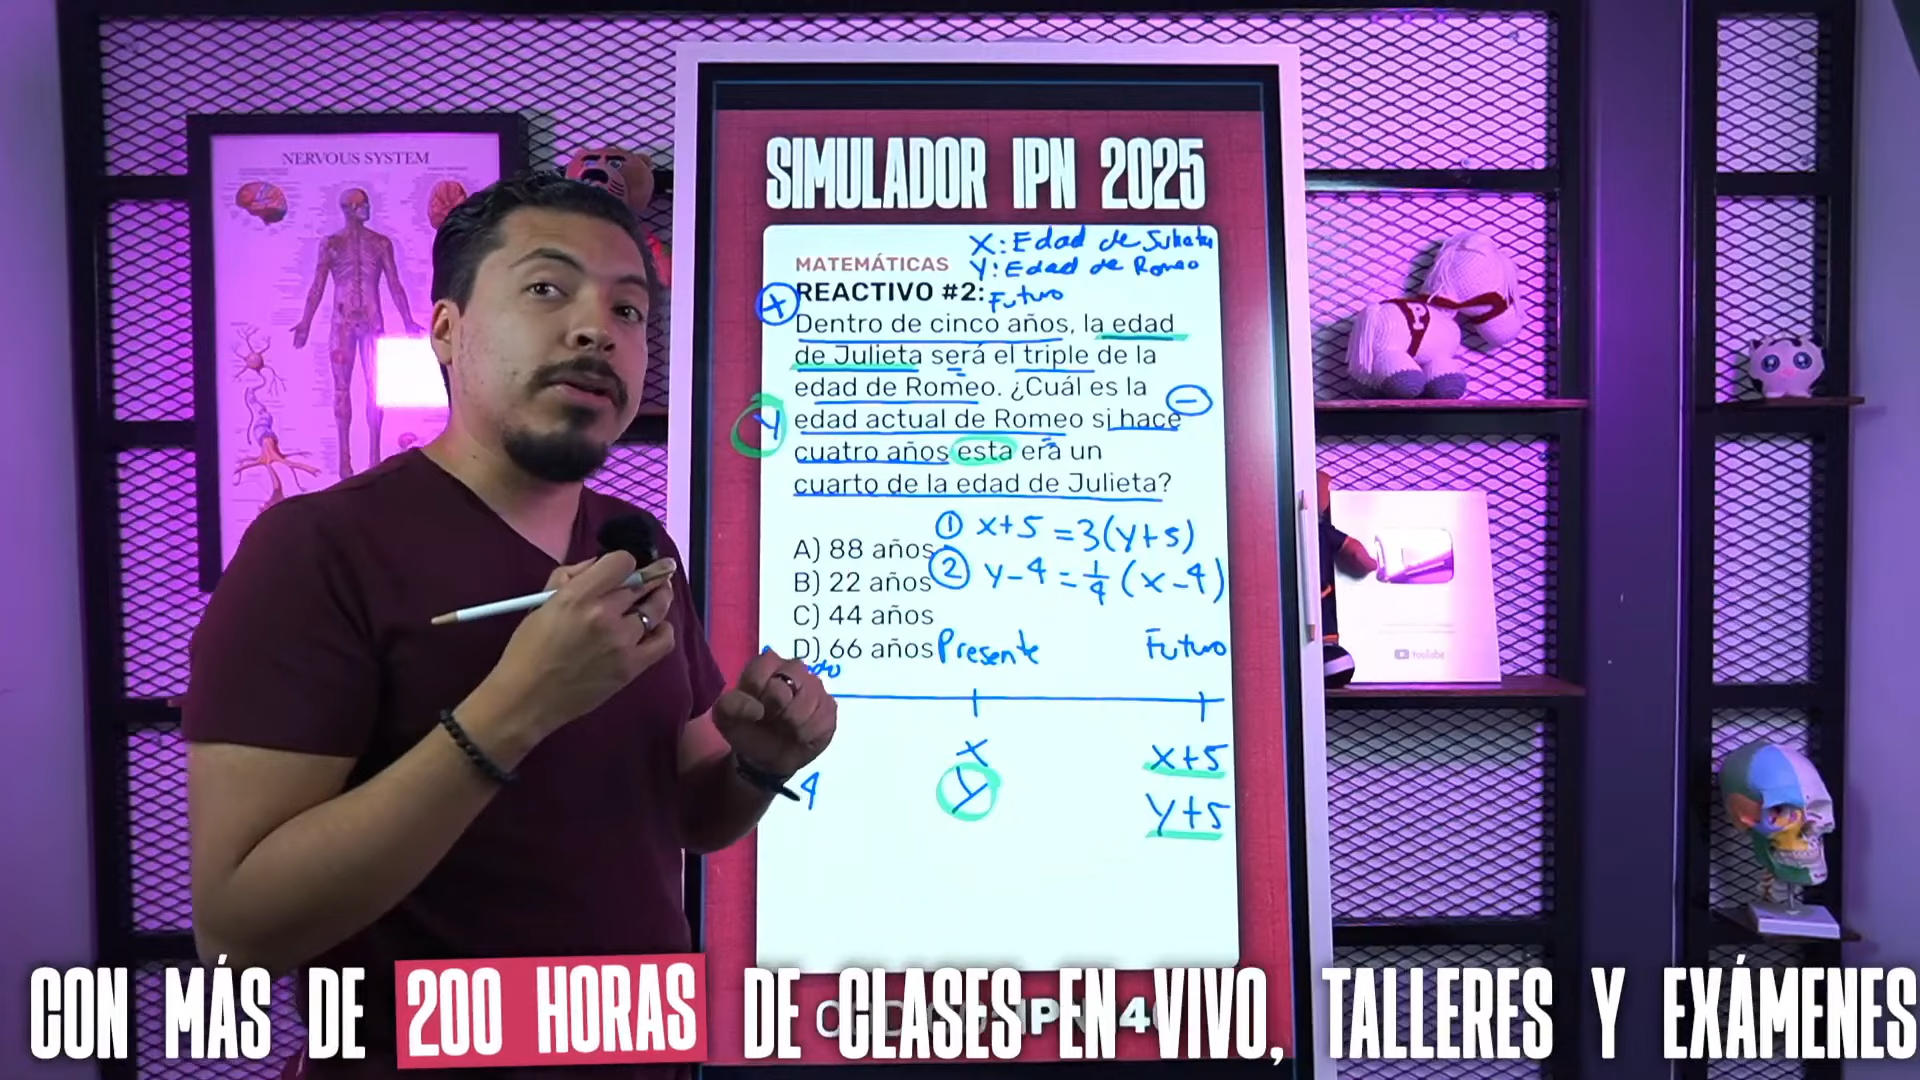 NERVOUS SYSTEM
SIMULADOR IPN 2025
X: Edad de Julieta
MATEMÁTICAS Y: Edad de Romeo
REACTIVO #2: Futuro
+
Dentro de cinco años, la edad
de Julieta será el triple de la
edad de Romeo. ¿Cuál es la
Y edad actual de Romeo si hace −
cuatro años esta era un
cuarto de la edad de Julieta?
① x+5=3(y+5)
A) 88 años
② y-4=1/4(x-4)
B) 22 años
C) 44 años
D) 66 años Presente Futuro
x x+5
4 y y+5
YouTube
CON MÁS DE 200 HORAS DE CLASES EN VIVO, TALLERES Y EXÁMENES